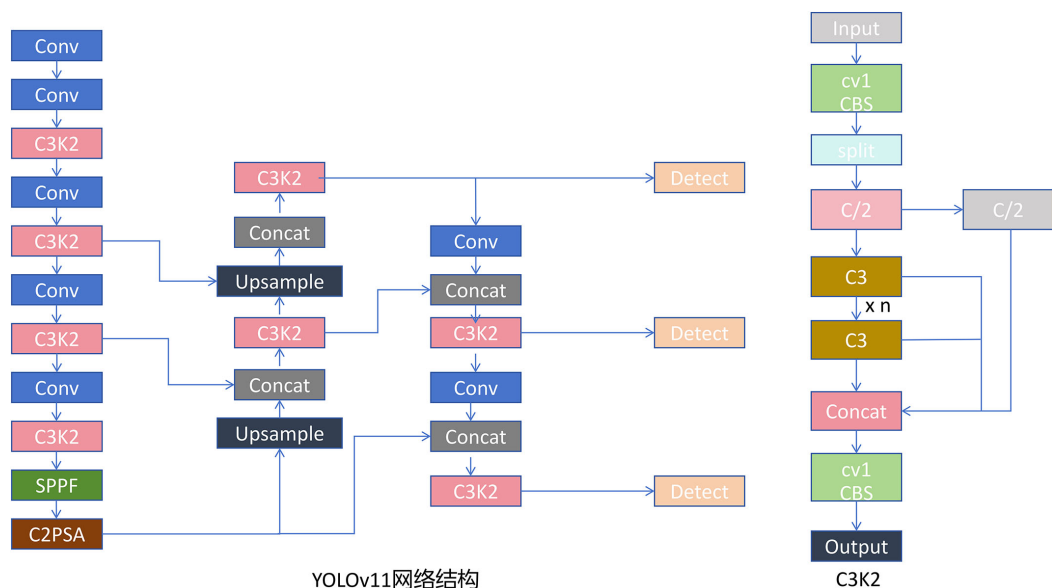 Conv
Conv
C3K2
Conv
C3K2
Conv
C3K2
Conv
C3K2
SPPF
C2PSA
C3K2
Concat
Upsample
C3K2
Concat
Upsample
Conv
Concat
C3K2
Conv
Concat
C3K2
Detect
Detect
Detect
YOLOv11网络结构
Input
cv1
CBS
split
C/2
C/2
C3
x n
C3
Concat
cv1
CBS
Output
C3K2